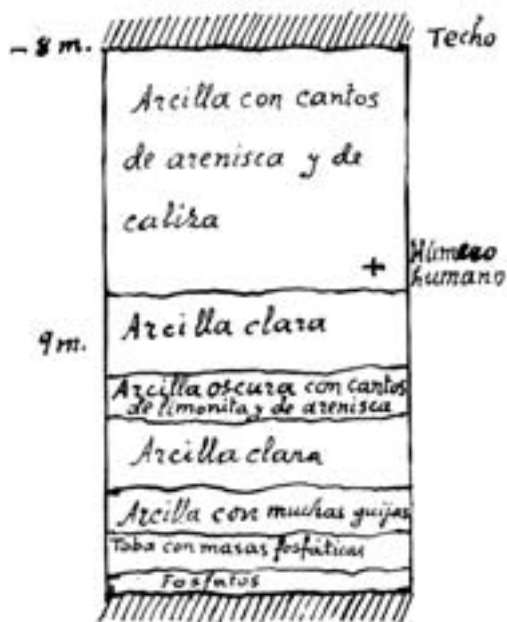 - 8 m.
Techo
Arcilla con cantos
de arenisca y de
caliza
Húmero
humano
9 m.
Arcilla clara
Arcilla oscura con cantos
de limonita y de arenisca
Arcilla clara
Arcilla con muchas guijas
Toba con masas fosfáticas
Fosfatos